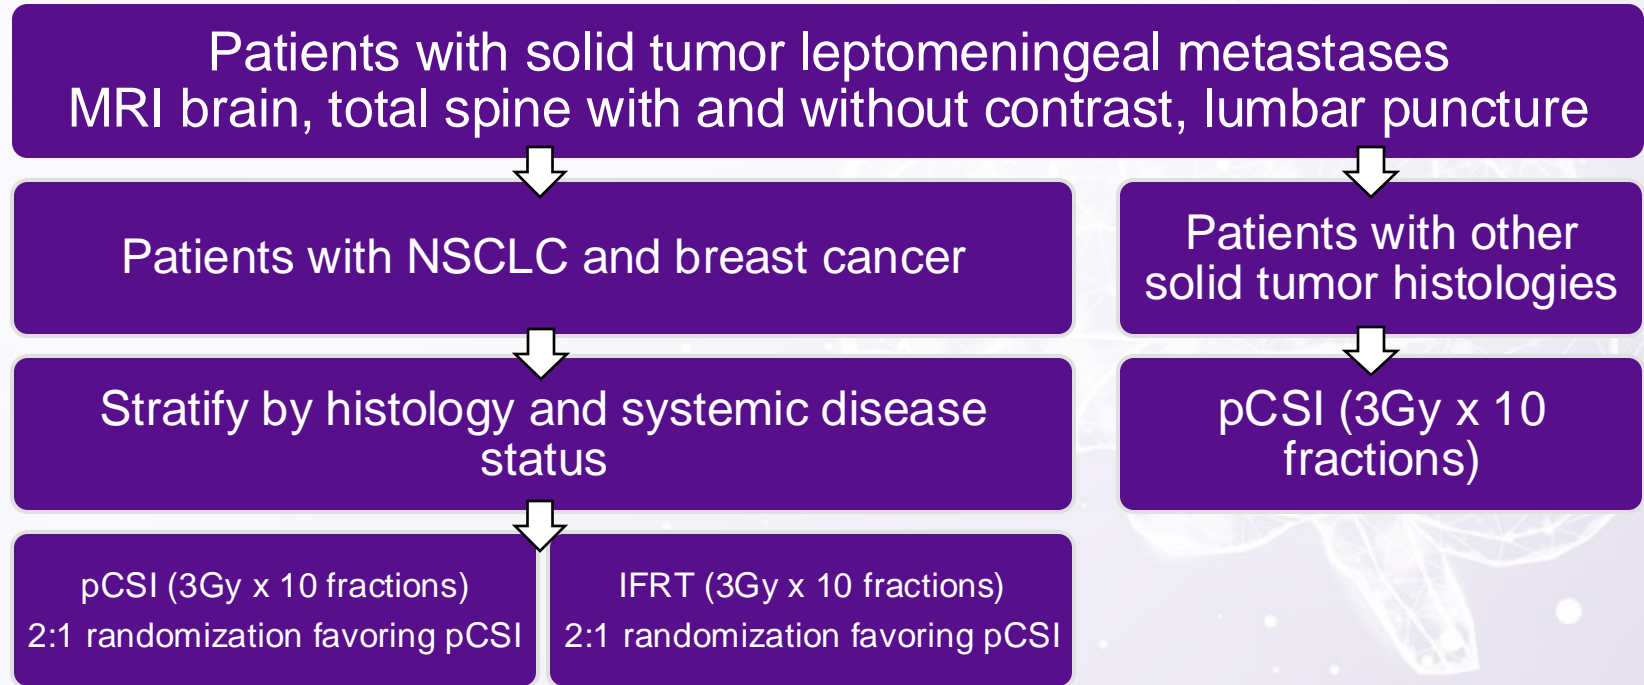 Patients with solid tumor leptomeningeal metastases
MRI brain, total spine with and without contrast, lumbar puncture
Patients with NSCLC and breast cancer
Patients with other
solid tumor histologies
Stratify by histology and systemic disease
status
pCSI (3Gy x 10
fractions)
pCSI (3Gy x 10 fractions)
2:1 randomization favoring pCSI
IFRT (3Gy x 10 fractions)
2:1 randomization favoring pCSI